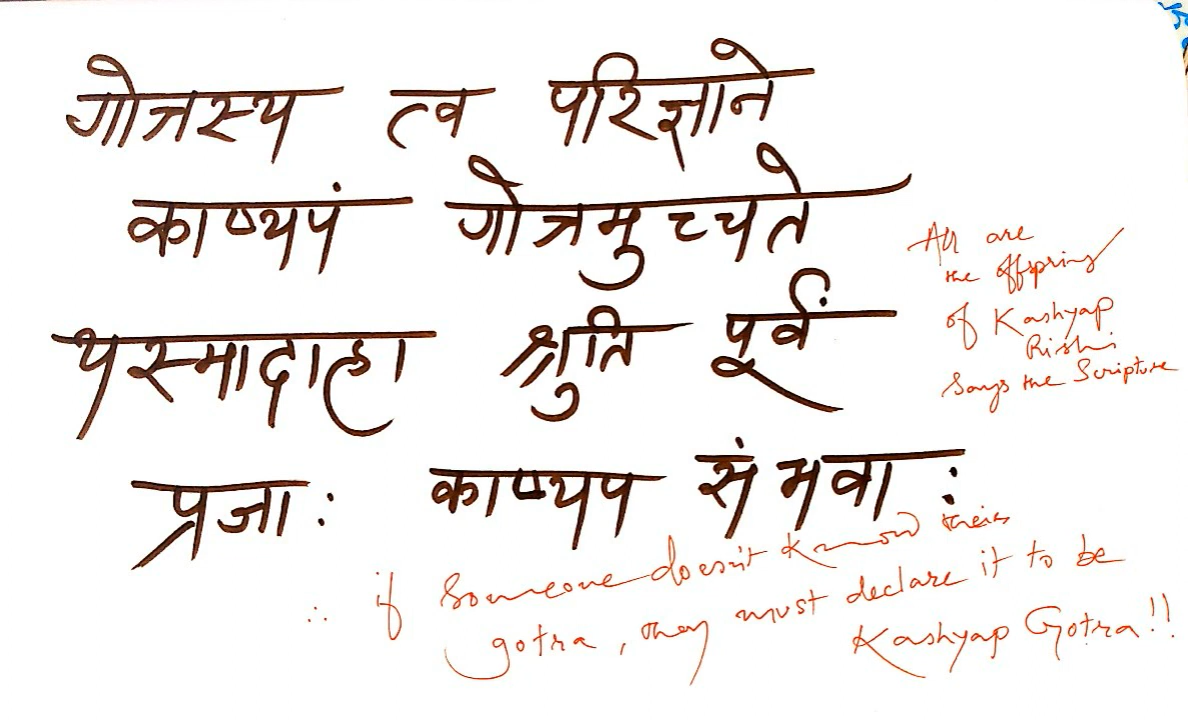 गोत्रस्य त्व परिज्ञाने
काष्यपं गोत्रमुच्चते
यस्मादाहा श्रुति पूर्वं
प्रजाः काष्यप संभवाः
All are
the offspring
of Kashyap
Rishi
Says the Scripture
∴ if Someone doesn't know their
gotra, they must declare it to be
Kashyap Gotra!!